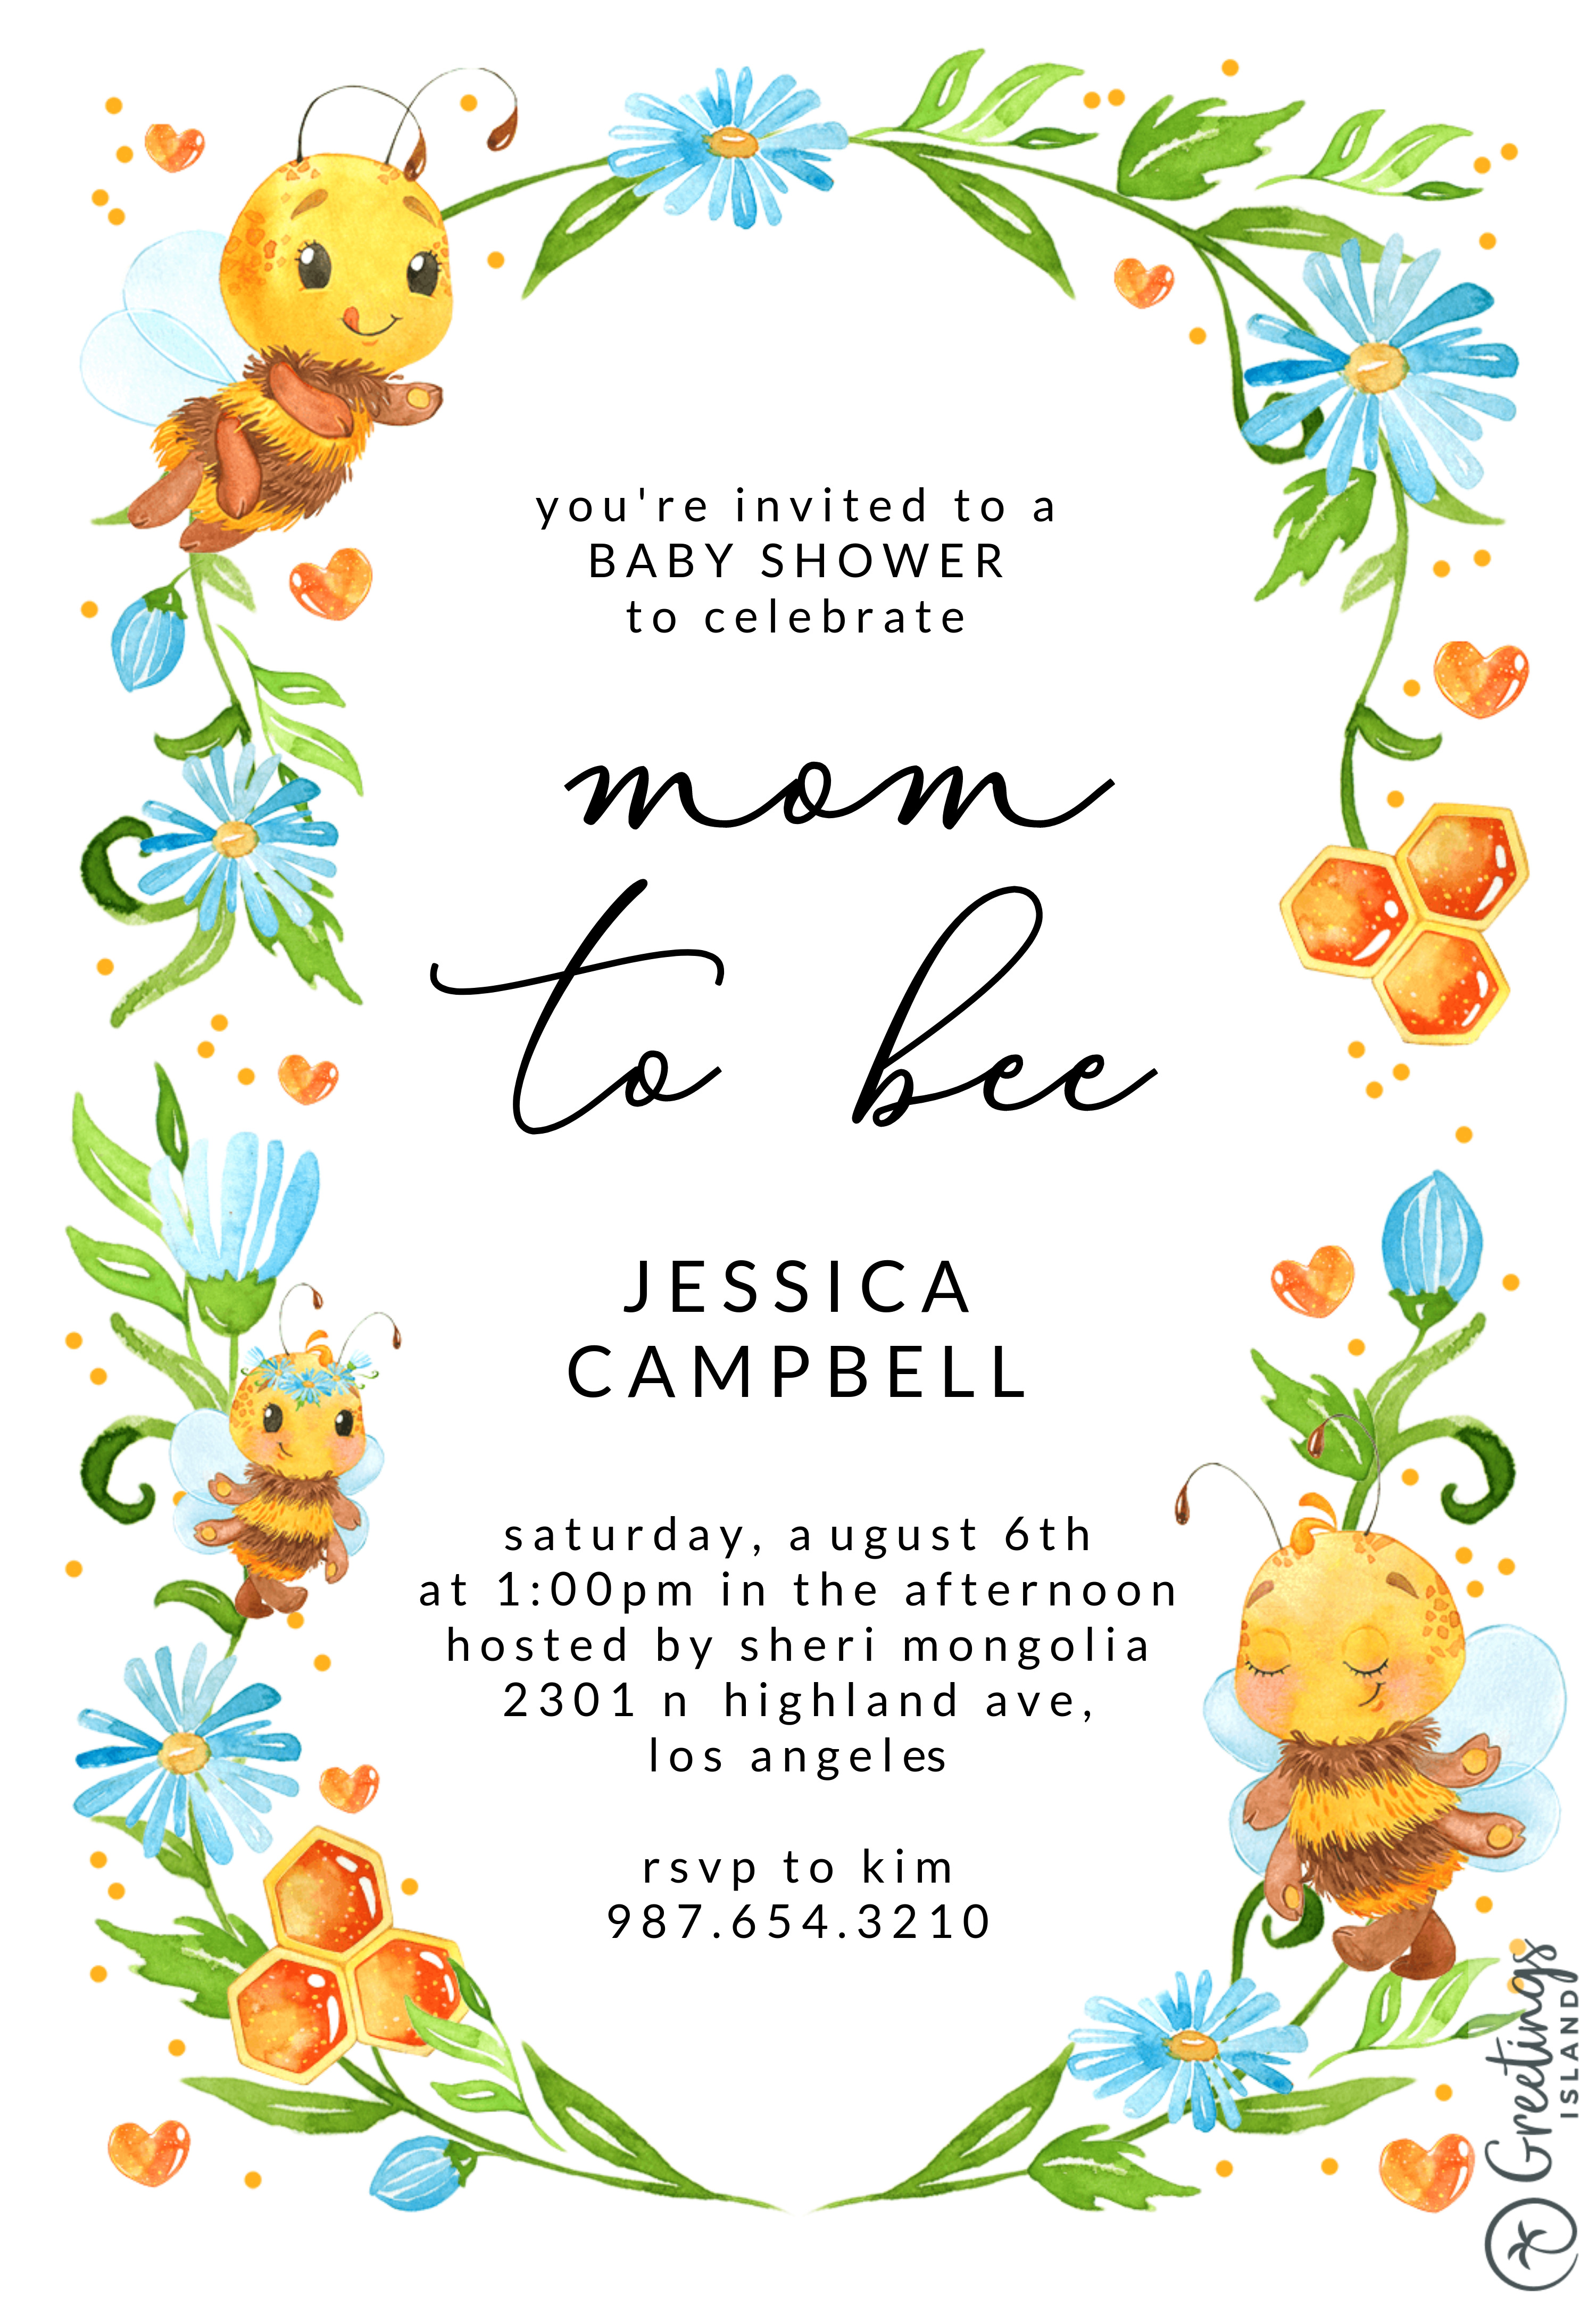 you're invited to a
BABY SHOWER
to celebrate
mom
to bee
JESSICA
CAMPBELL
saturday, august 6th
at 1:00pm in the afternoon
hosted by sheri mongolia
2301 n highland ave,
los angeles
rsvp to kim
987.654.3210
Greetings
ISLAND